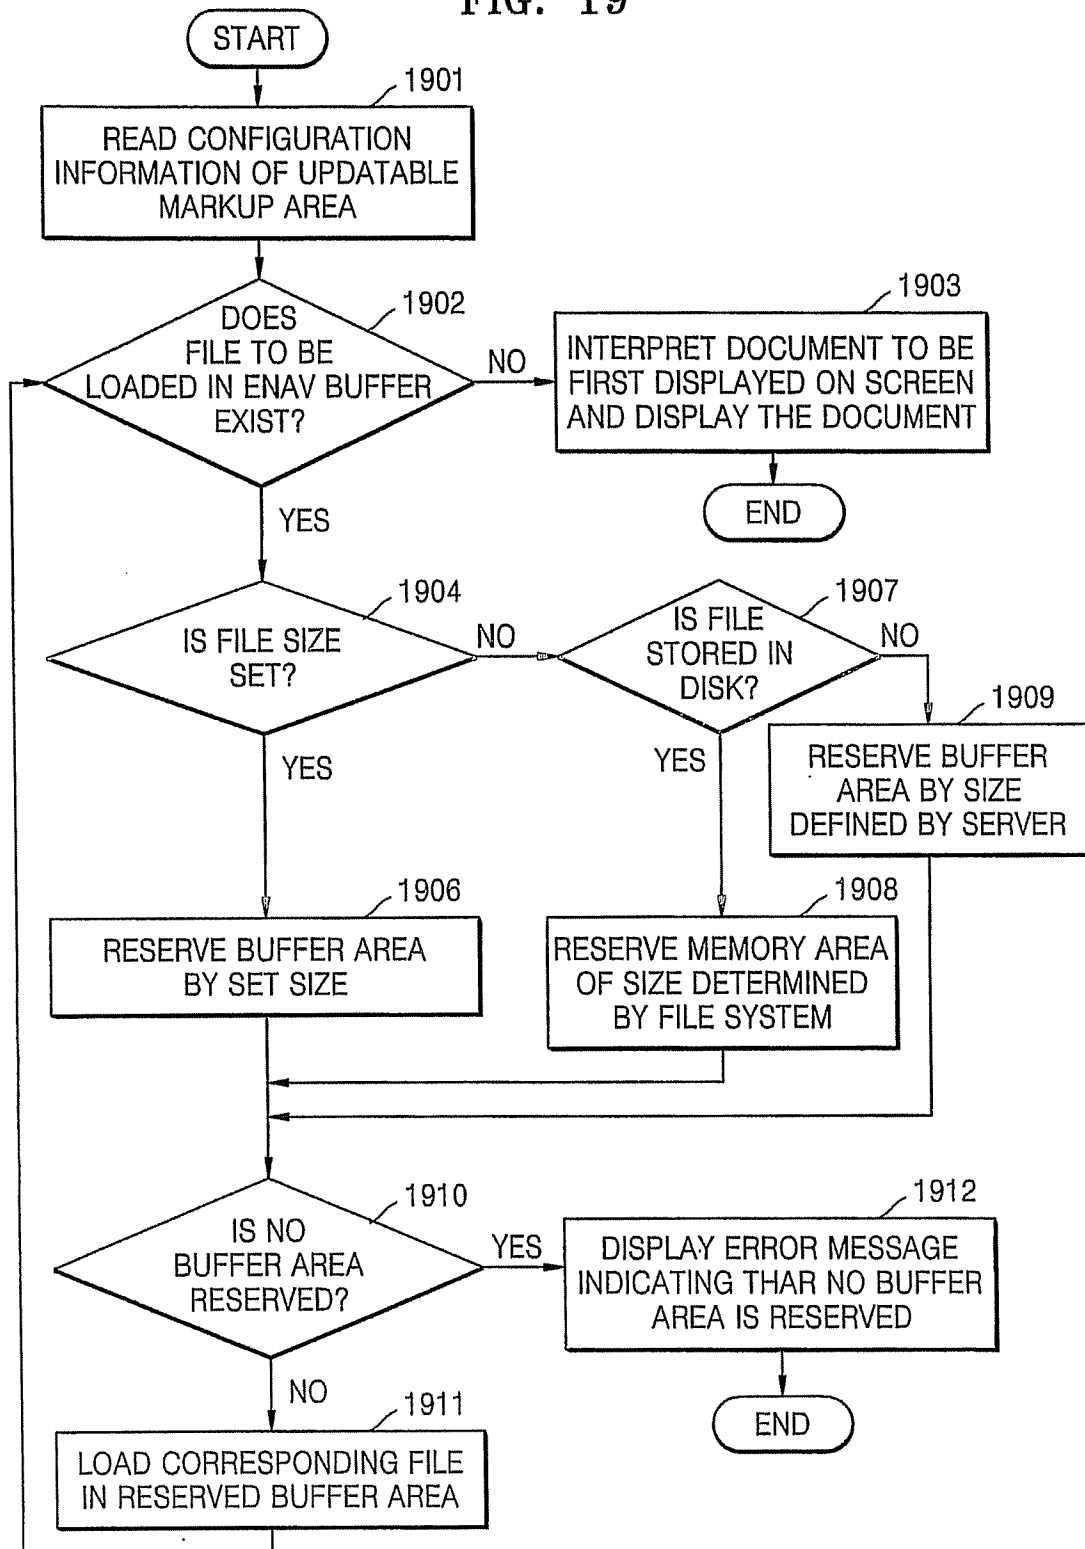 FIG. 19
START
1901
READ CONFIGURATION
INFORMATION OF UPDATABLE
MARKUP AREA
1902
DOES
FILE TO BE
LOADED IN ENAV BUFFER
EXIST?
NO
1903
INTERPRET DOCUMENT TO BE
FIRST DISPLAYED ON SCREEN
AND DISPLAY THE DOCUMENT
END
YES
1904
IS FILE SIZE
SET?
NO
1907
IS FILE
STORED IN
DISK?
NO
1909
RESERVE BUFFER
AREA BY SIZE
DEFINED BY SERVER
YES
YES
1906
RESERVE BUFFER AREA
BY SET SIZE
1908
RESERVE MEMORY AREA
OF SIZE DETERMINED
BY FILE SYSTEM
1910
IS NO
BUFFER AREA
RESERVED?
YES
1912
DISPLAY ERROR MESSAGE
INDICATING THAR NO BUFFER
AREA IS RESERVED
END
NO
1911
LOAD CORRESPONDING FILE
IN RESERVED BUFFER AREA